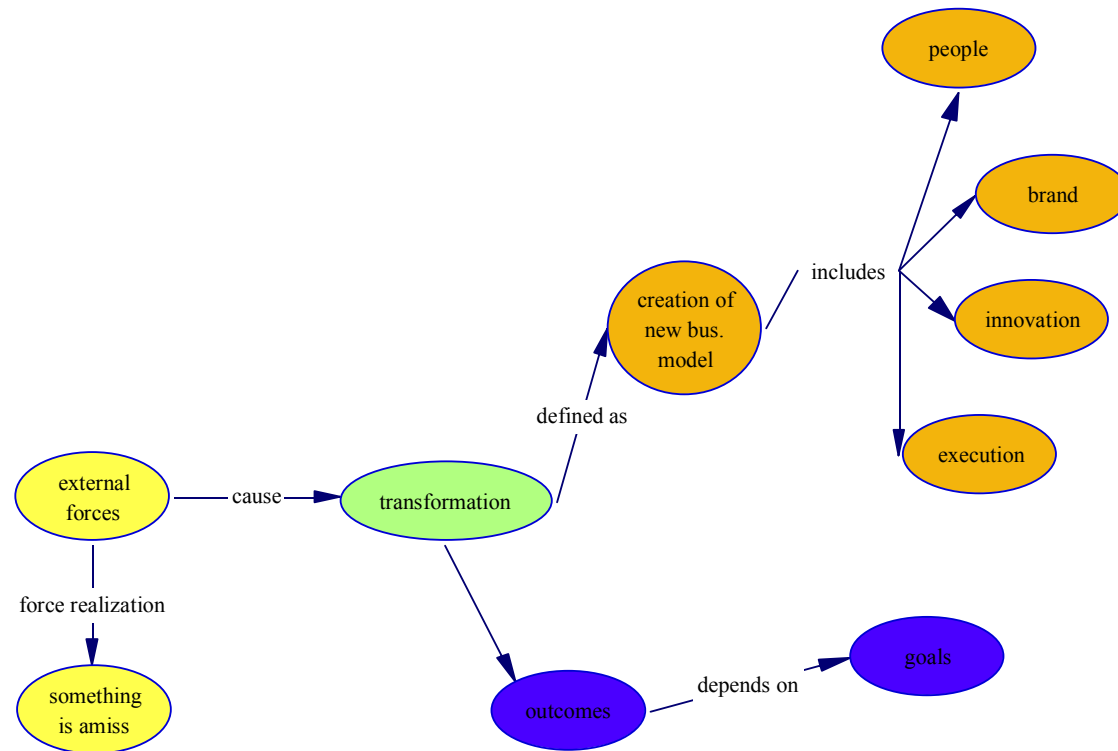 people
brand
includes
creation of
new bus.
model
innovation
defined as
execution
external
forces
cause
transformation
force realization
something
is amiss
outcomes
depends on
goals